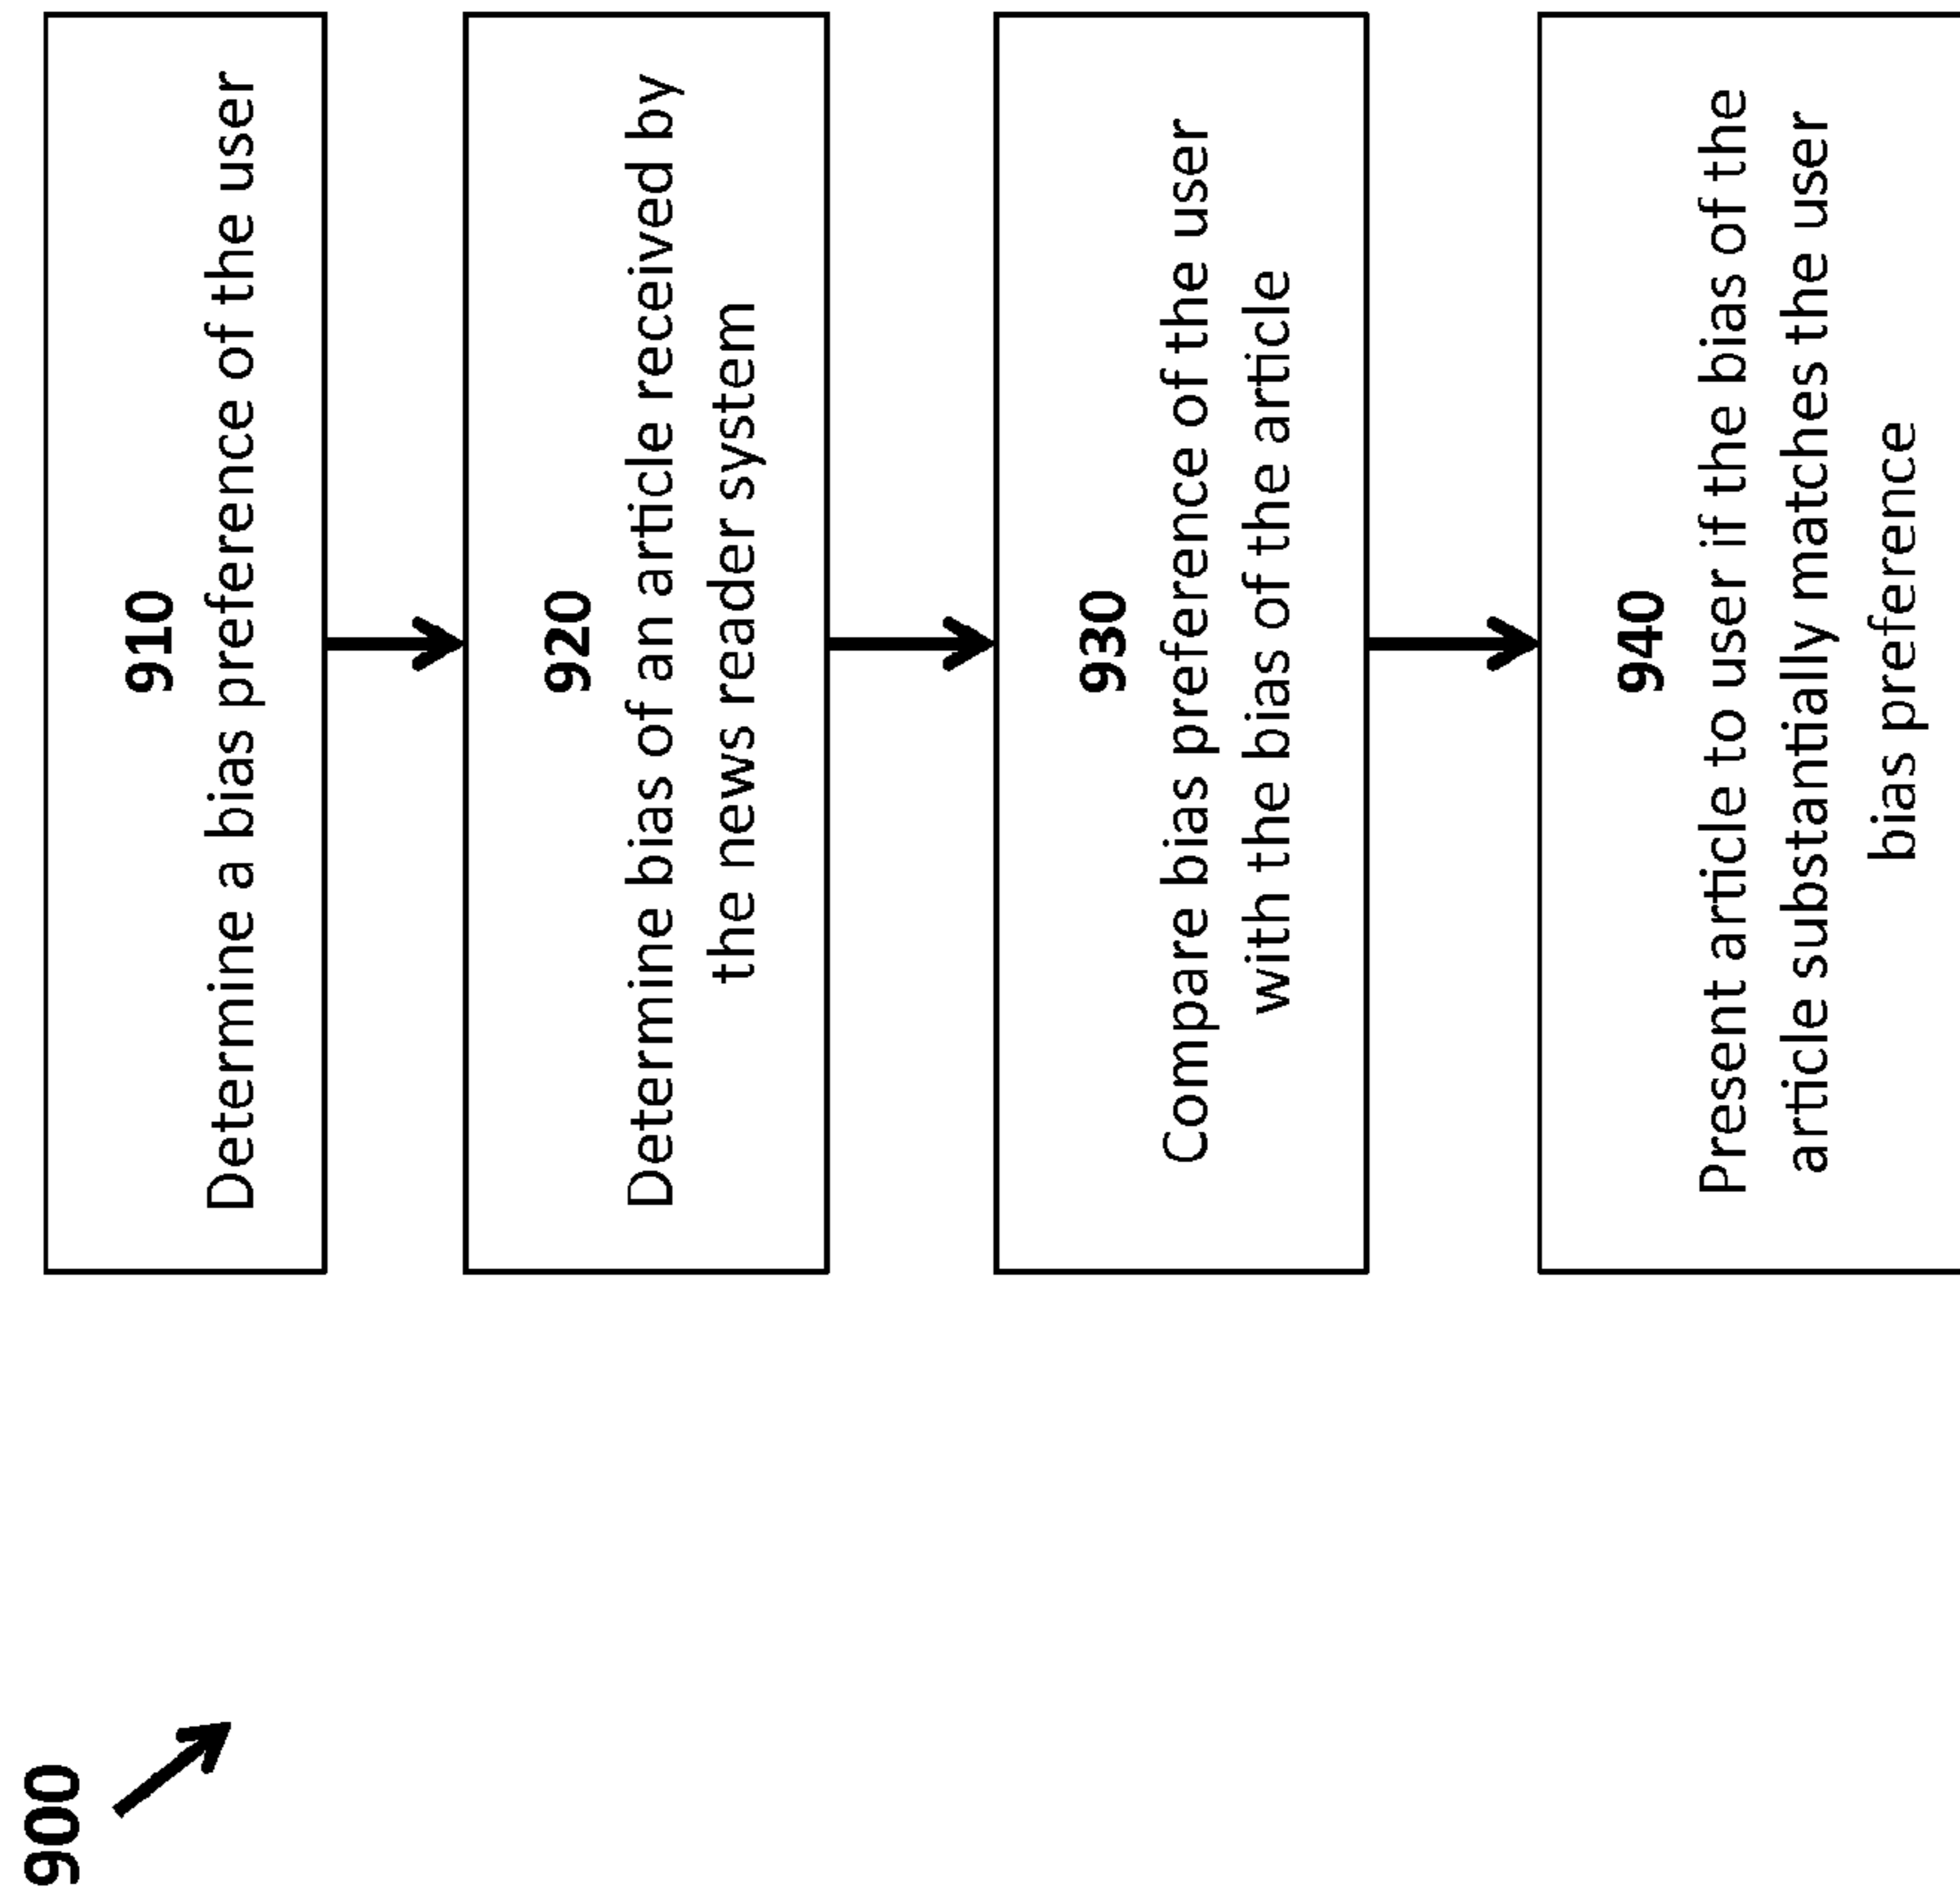 900
910
Determine a bias preference of the user
920
Determine bias of an article received by
the news reader system
930
Compare bias preference of the user
with the bias of the article
940
Present article to user if the bias of the
article substantially matches the user
bias preference